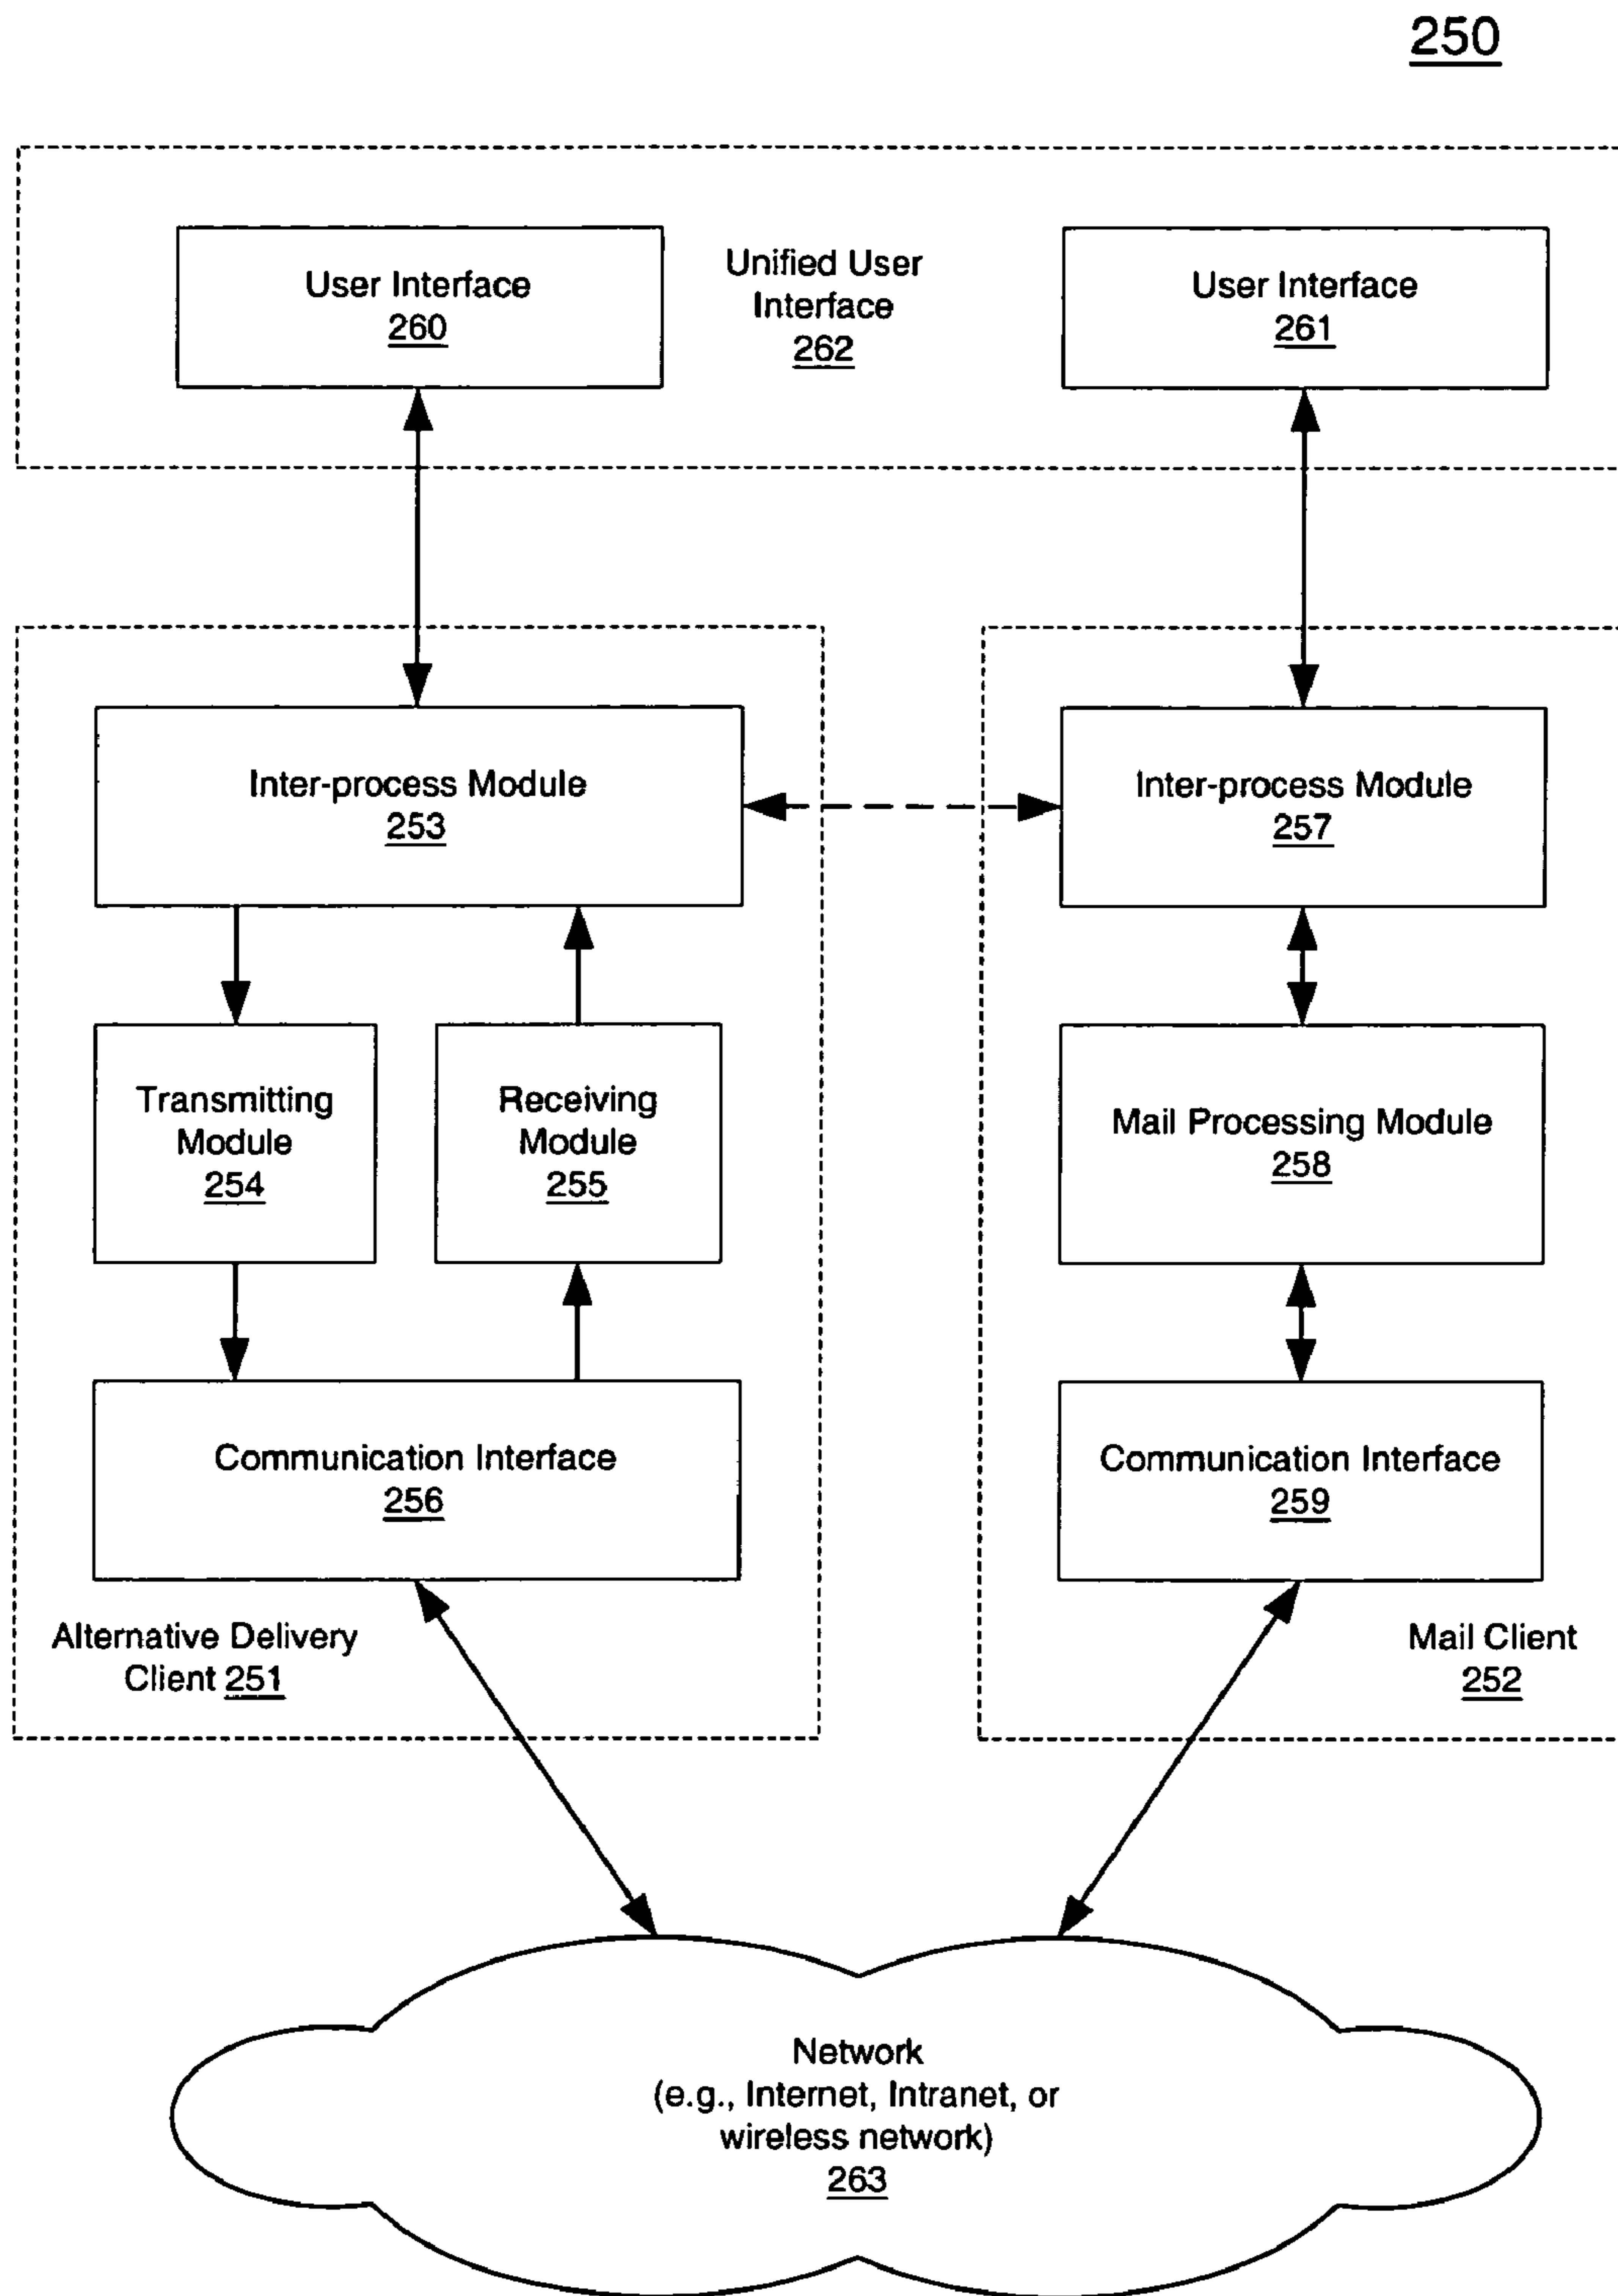 250
User Interface
260
Unified User
Interface
262
User Interface
261
Inter-process Module
253
Inter-process Module
257
Transmitting
Module
254
Receiving
Module
255
Mail Processing Module
258
Communication Interface
256
Communication Interface
259
Alternative Delivery
Client 251
Mail Client
252
Network
(e.g., Internet, Intranet, or
wireless network)
263